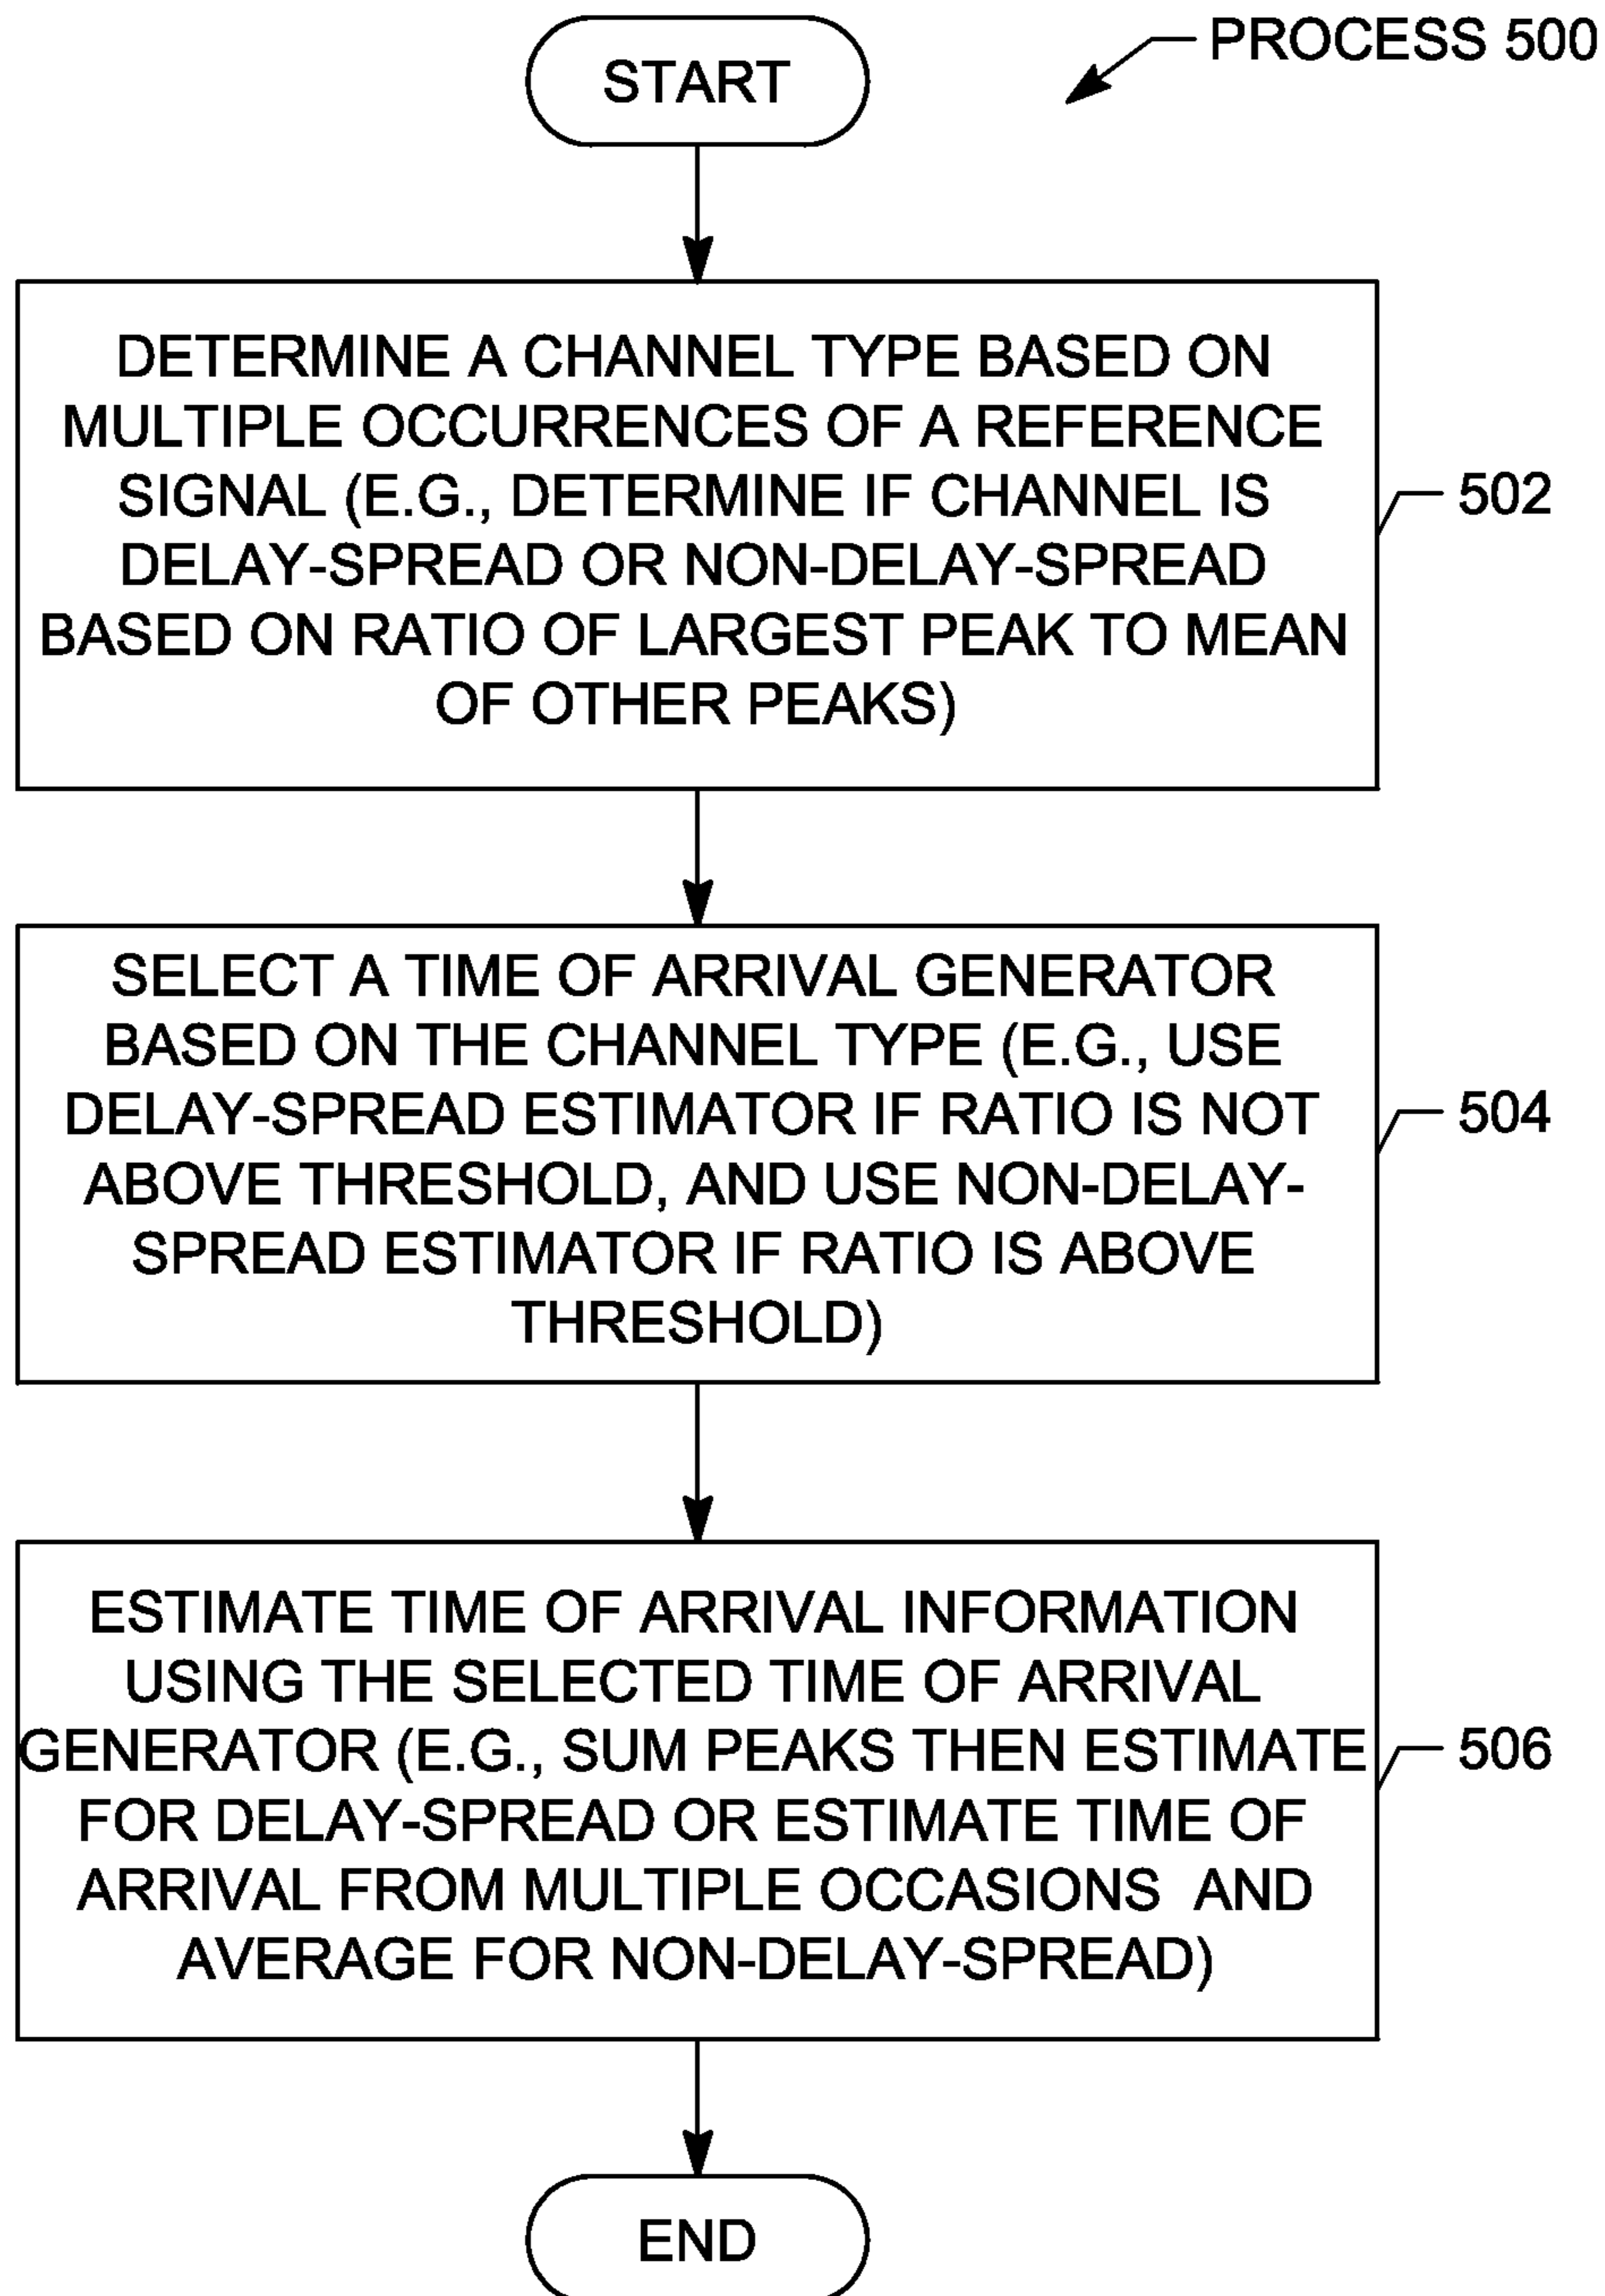 PROCESS 500
START
DETERMINE A CHANNEL TYPE BASED ON
MULTIPLE OCCURRENCES OF A REFERENCE
SIGNAL (E.G., DETERMINE IF CHANNEL IS
DELAY-SPREAD OR NON-DELAY-SPREAD
BASED ON RATIO OF LARGEST PEAK TO MEAN
OF OTHER PEAKS)
502
SELECT A TIME OF ARRIVAL GENERATOR
BASED ON THE CHANNEL TYPE (E.G., USE
DELAY-SPREAD ESTIMATOR IF RATIO IS NOT
ABOVE THRESHOLD, AND USE NON-DELAY-
SPREAD ESTIMATOR IF RATIO IS ABOVE
THRESHOLD)
504
ESTIMATE TIME OF ARRIVAL INFORMATION
USING THE SELECTED TIME OF ARRIVAL
GENERATOR (E.G., SUM PEAKS THEN ESTIMATE
FOR DELAY-SPREAD OR ESTIMATE TIME OF
ARRIVAL FROM MULTIPLE OCCASIONS AND
AVERAGE FOR NON-DELAY-SPREAD)
506
END